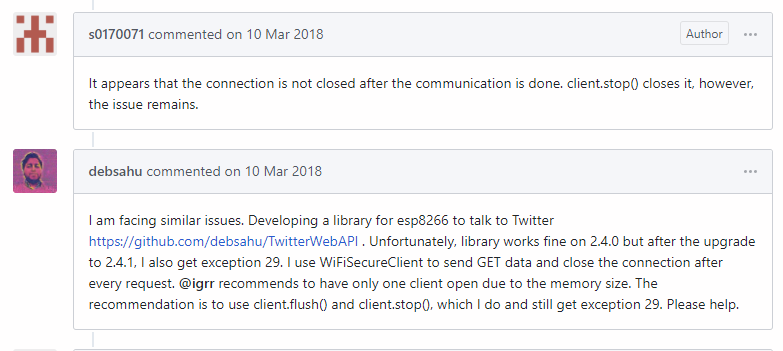 s0170071 commented on 10 Mar 2018 Author ...
It appears that the connection is not closed after the communication is done. client.stop() closes it, however,
the issue remains.
debsahu commented on 10 Mar 2018 ...
I am facing similar issues. Developing a library for esp8266 to talk to Twitter
https://github.com/debsahu/TwitterWebAPI . Unfortunately, library works fine on 2.4.0 but after the upgrade
to 2.4.1, I also get exception 29. I use WiFiSecureClient to send GET data and close the connection after
every request. @igrr recommends to have only one client open due to the memory size. The
recommendation is to use client.flush() and client.stop(), which I do and still get exception 29. Please help.